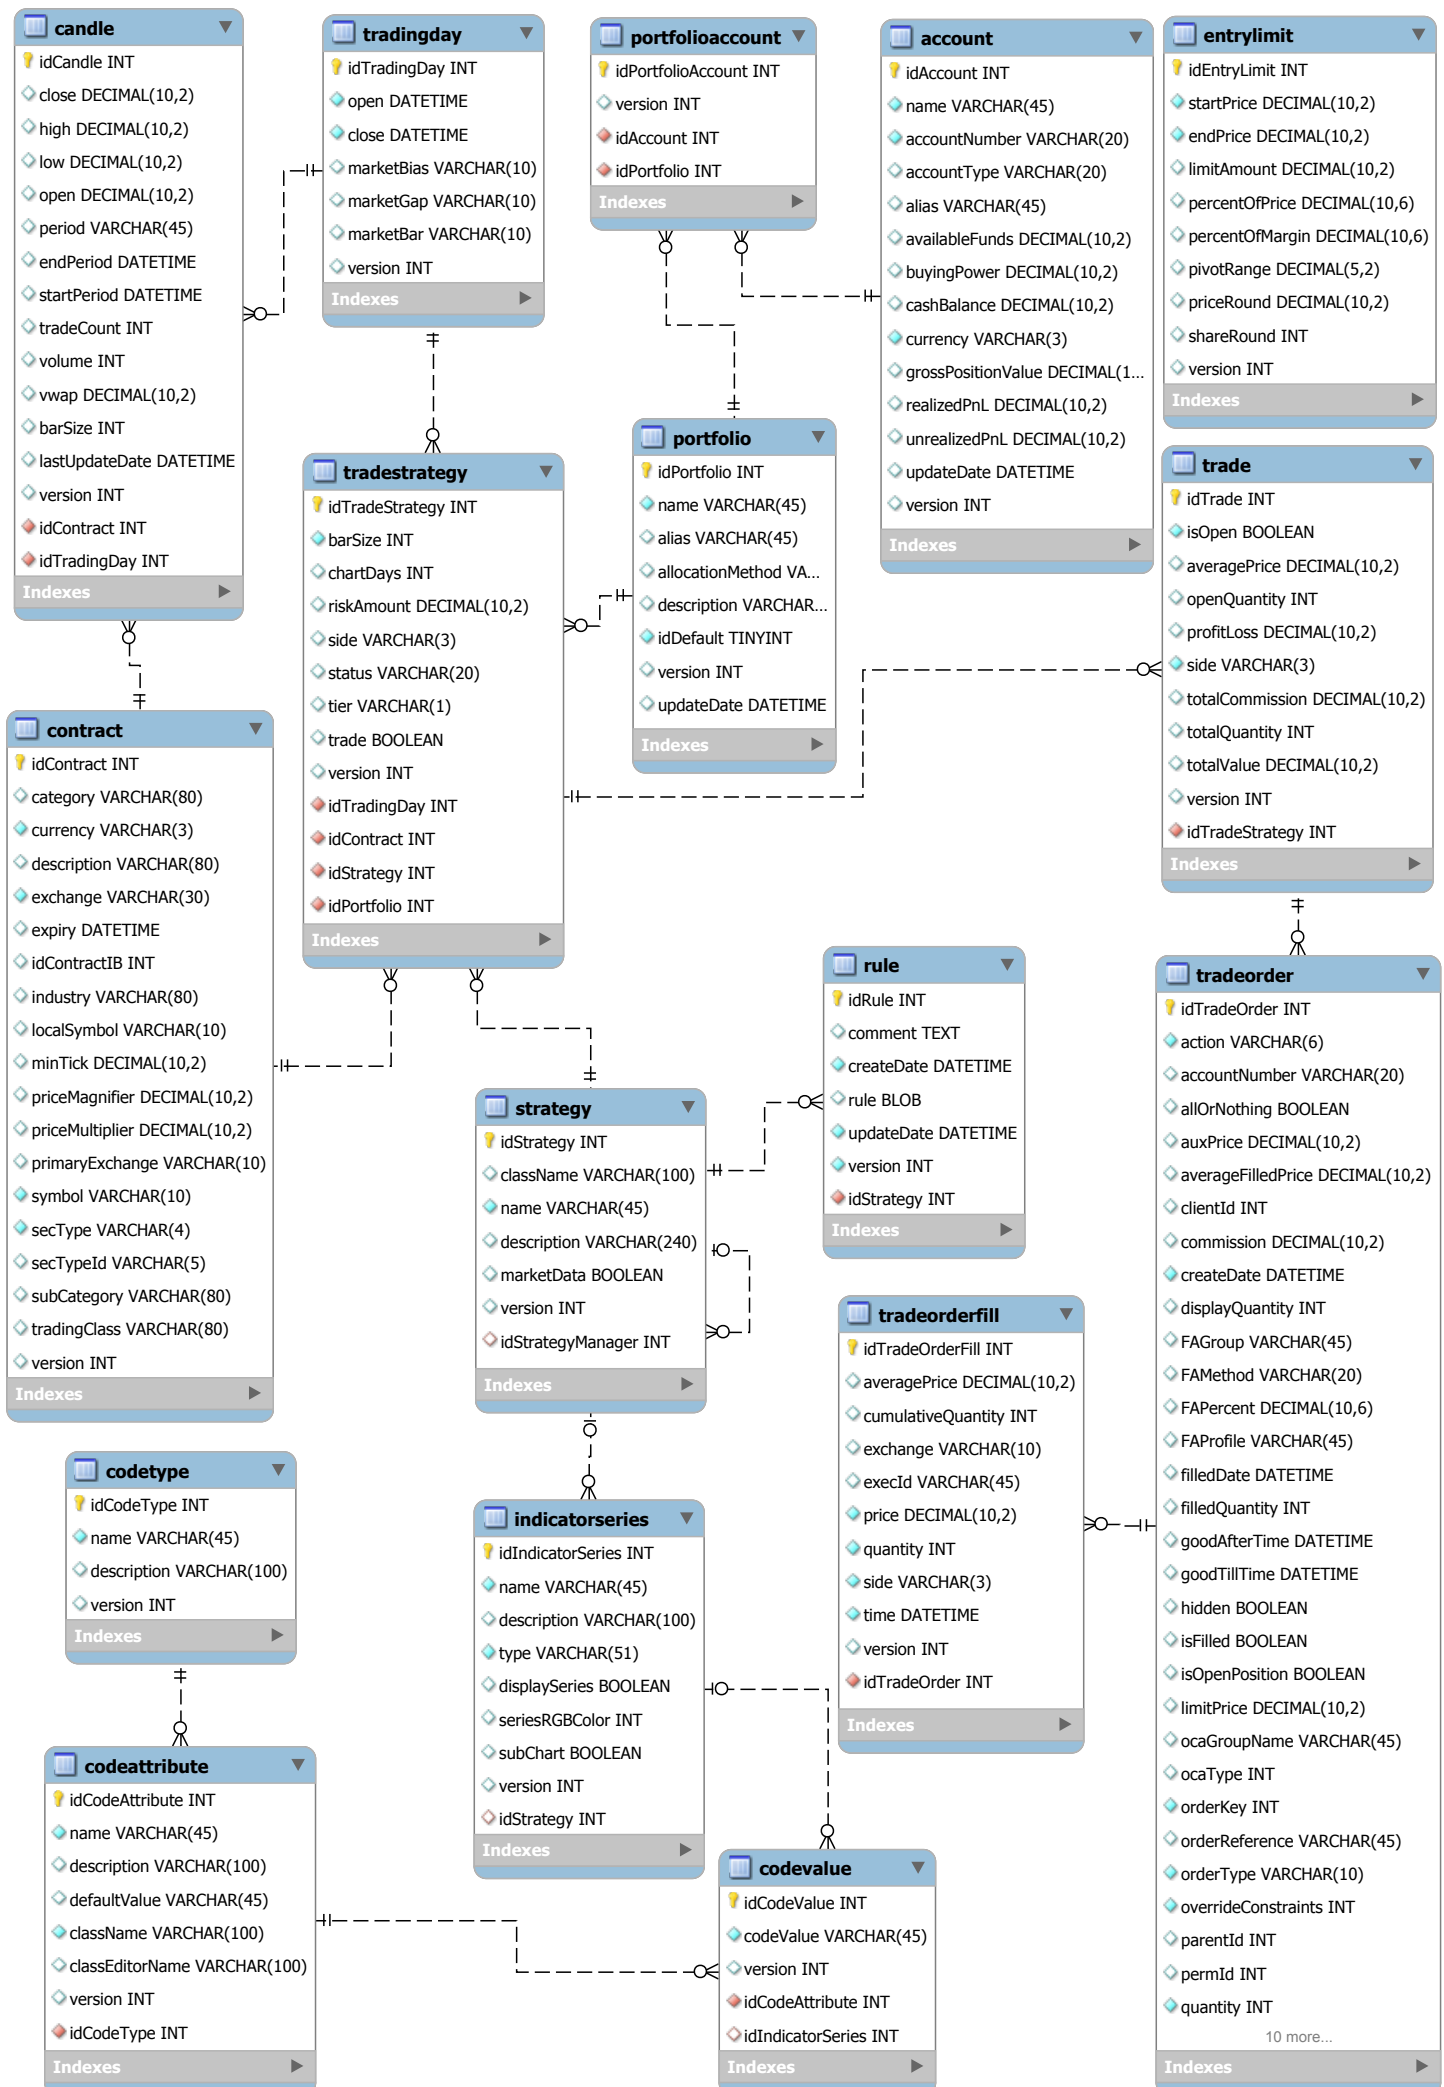 candle
idCandle INT
close DECIMAL(10,2)
high DECIMAL(10,2)
low DECIMAL(10,2)
open DECIMAL(10,2)
period VARCHAR(45)
endPeriod DATETIME
startPeriod DATETIME
tradeCount INT
volume INT
vwap DECIMAL(10,2)
barSize INT
lastUpdateDate DATETIME
version INT
idContract INT
idTradingDay INT
Indexes
tradingday
idTradingDay INT
open DATETIME
close DATETIME
marketBias VARCHAR(10)
marketGap VARCHAR(10)
marketBar VARCHAR(10)
version INT
Indexes
portfolioaccount
idPortfolioAccount INT
version INT
idAccount INT
idPortfolio INT
Indexes
account
idAccount INT
name VARCHAR(45)
accountNumber VARCHAR(20)
accountType VARCHAR(20)
alias VARCHAR(45)
availableFunds DECIMAL(10,2)
buyingPower DECIMAL(10,2)
cashBalance DECIMAL(10,2)
currency VARCHAR(3)
grossPositionValue DECIMAL(1...
realizedPnL DECIMAL(10,2)
unrealizedPnL DECIMAL(10,2)
updateDate DATETIME
version INT
Indexes
entrylimit
idEntryLimit INT
startPrice DECIMAL(10,2)
endPrice DECIMAL(10,2)
limitAmount DECIMAL(10,2)
percentOfPrice DECIMAL(10,6)
percentOfMargin DECIMAL(10,6)
pivotRange DECIMAL(5,2)
priceRound DECIMAL(10,2)
shareRound INT
version INT
Indexes
tradestrategy
idTradeStrategy INT
barSize INT
chartDays INT
riskAmount DECIMAL(10,2)
side VARCHAR(3)
status VARCHAR(20)
tier VARCHAR(1)
trade BOOLEAN
version INT
idTradingDay INT
idContract INT
idStrategy INT
idPortfolio INT
Indexes
portfolio
idPortfolio INT
name VARCHAR(45)
alias VARCHAR(45)
allocationMethod VA...
description VARCHAR...
idDefault TINYINT
version INT
updateDate DATETIME
Indexes
trade
idTrade INT
isOpen BOOLEAN
averagePrice DECIMAL(10,2)
openQuantity INT
profitLoss DECIMAL(10,2)
side VARCHAR(3)
totalCommission DECIMAL(10,2)
totalQuantity INT
totalValue DECIMAL(10,2)
version INT
idTradeStrategy INT
Indexes
contract
idContract INT
category VARCHAR(80)
currency VARCHAR(3)
description VARCHAR(80)
exchange VARCHAR(30)
expiry DATETIME
idContractIB INT
industry VARCHAR(80)
localSymbol VARCHAR(10)
minTick DECIMAL(10,2)
priceMagnifier DECIMAL(10,2)
priceMultiplier DECIMAL(10,2)
primaryExchange VARCHAR(10)
symbol VARCHAR(10)
secType VARCHAR(4)
secTypeId VARCHAR(5)
subCategory VARCHAR(80)
tradingClass VARCHAR(80)
version INT
Indexes
rule
idRule INT
comment TEXT
createDate DATETIME
rule BLOB
updateDate DATETIME
version INT
idStrategy INT
Indexes
tradeorder
idTradeOrder INT
action VARCHAR(6)
accountNumber VARCHAR(20)
allOrNothing BOOLEAN
auxPrice DECIMAL(10,2)
averageFilledPrice DECIMAL(10,2)
clientId INT
commission DECIMAL(10,2)
createDate DATETIME
displayQuantity INT
FAGroup VARCHAR(45)
FAMethod VARCHAR(20)
FAPercent DECIMAL(10,6)
FAProfile VARCHAR(45)
filledDate DATETIME
filledQuantity INT
goodAfterTime DATETIME
goodTillTime DATETIME
hidden BOOLEAN
isFilled BOOLEAN
isOpenPosition BOOLEAN
limitPrice DECIMAL(10,2)
ocaGroupName VARCHAR(45)
ocaType INT
orderKey INT
orderReference VARCHAR(45)
orderType VARCHAR(10)
overrideConstraints INT
parentId INT
permId INT
quantity INT
10 more...
Indexes
strategy
idStrategy INT
className VARCHAR(100)
name VARCHAR(45)
description VARCHAR(240)
marketData BOOLEAN
version INT
idStrategyManager INT
Indexes
tradeorderfill
idTradeOrderFill INT
averagePrice DECIMAL(10,2)
cumulativeQuantity INT
exchange VARCHAR(10)
execId VARCHAR(45)
price DECIMAL(10,2)
quantity INT
side VARCHAR(3)
time DATETIME
version INT
idTradeOrder INT
Indexes
codetype
idCodeType INT
name VARCHAR(45)
description VARCHAR(100)
version INT
Indexes
indicatorseries
idIndicatorSeries INT
name VARCHAR(45)
description VARCHAR(100)
type VARCHAR(51)
displaySeries BOOLEAN
seriesRGBColor INT
subChart BOOLEAN
version INT
idStrategy INT
Indexes
codeattribute
idCodeAttribute INT
name VARCHAR(45)
description VARCHAR(100)
defaultValue VARCHAR(45)
className VARCHAR(100)
classEditorName VARCHAR(100)
version INT
idCodeType INT
Indexes
codevalue
idCodeValue INT
codeValue VARCHAR(45)
version INT
idCodeAttribute INT
idIndicatorSeries INT
Indexes